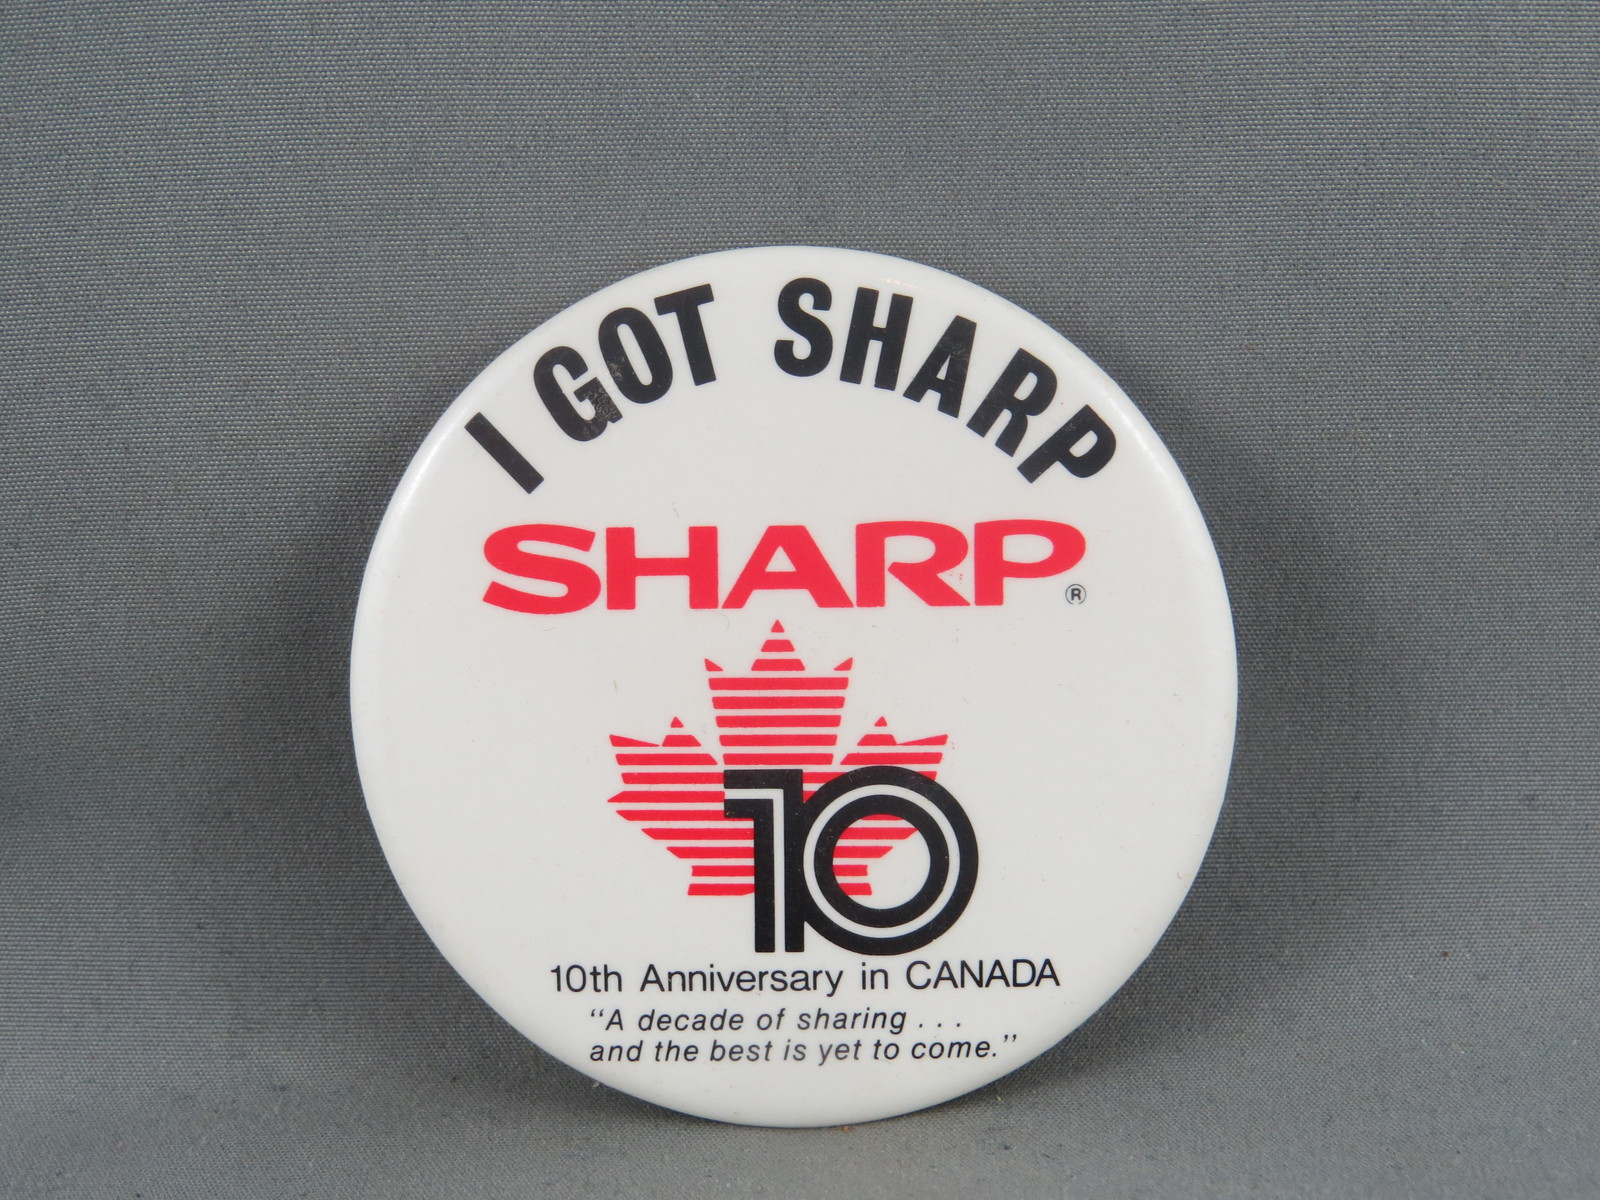 I GOT SHARP
SHARP®
10
10th Anniversary in CANADA
“A decade of sharing . . .
and the best is yet to come.”